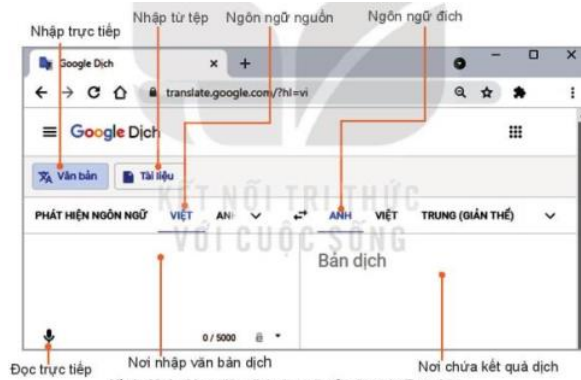 Nhập trực tiếp
Nhập từ tệp
Ngôn ngữ nguồn
Ngôn ngữ đích
Google Dịch
translate.google.com/?hl=vi
Google Dịch
Văn bản
Tài liệu
KẾT NỐI TRI THỨC
PHÁT HIỆN NGÔN NGỮ VIỆT ANH ANH VIỆT TRUNG (GIẢN THỂ)
VỚI CUỘC SỐNG
Bản dịch
0 / 5000
Đọc trực tiếp
Nơi nhập văn bản dịch
Nơi chứa kết quả dịch